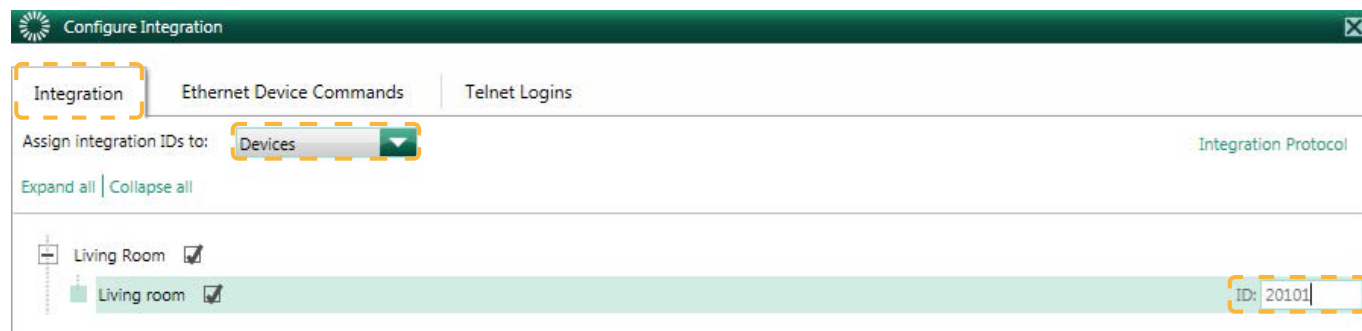 Configure Integration
Integration Ethernet Device Commands Telnet Logins
Assign integration IDs to: Devices Integration Protocol
Expand all Collapse all
Living Room
Living room ID: 20101